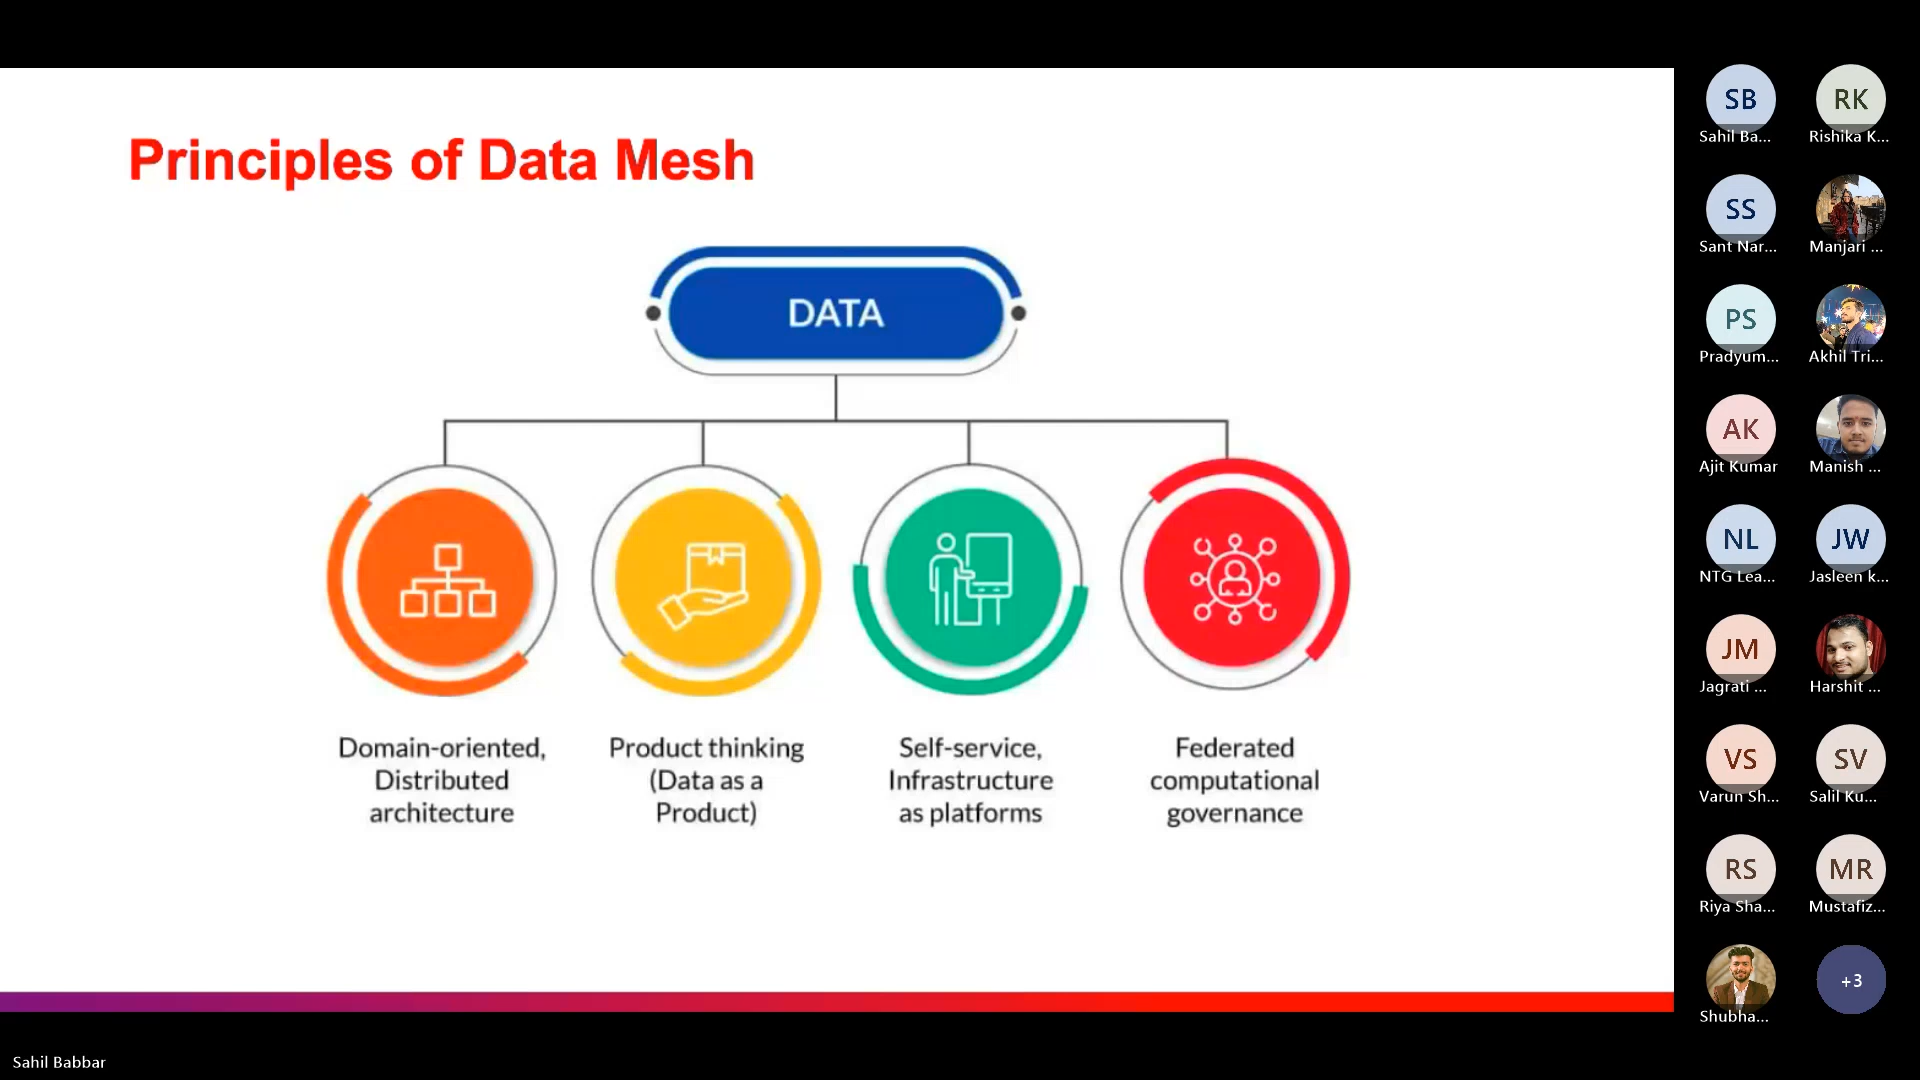 Principles of Data Mesh
DATA
Domain-oriented,
Distributed
architecture
Product thinking
(Data as a
Product)
Self-service,
Infrastructure
as platforms
Federated
computational
governance
SB
Sahil Ba...
RK
Rishika K...
SS
Sant Nar...
Manjari ...
PS
Pradyum...
Akhil Tri...
AK
Ajit Kumar
Manish ...
NL
NTG Lea...
JW
Jasleen k...
JM
Jagrati ...
Harshit ...
VS
Varun Sh...
SV
Salil Ku...
RS
Riya Sha...
MR
Mustafiz...
Shubha...
+3
Sahil Babbar